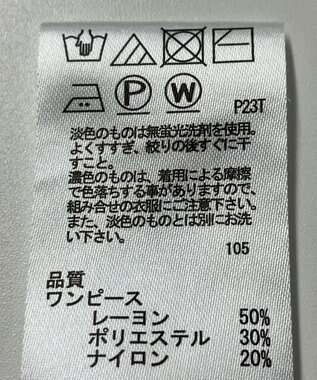 P W
P23T
淡色のものは無蛍光洗剤を使用。
よくすすぎ、絞りの後すぐに干
すこと。
濃色のものは、着用による摩擦
で色落ちする事がありますので、
組み合せの衣服にご注意下さい。
また、淡色のものとは別にお洗
い下さい。
105
品質
ワンピース
レーヨン 50%
ポリエステル 30%
ナイロン 20%